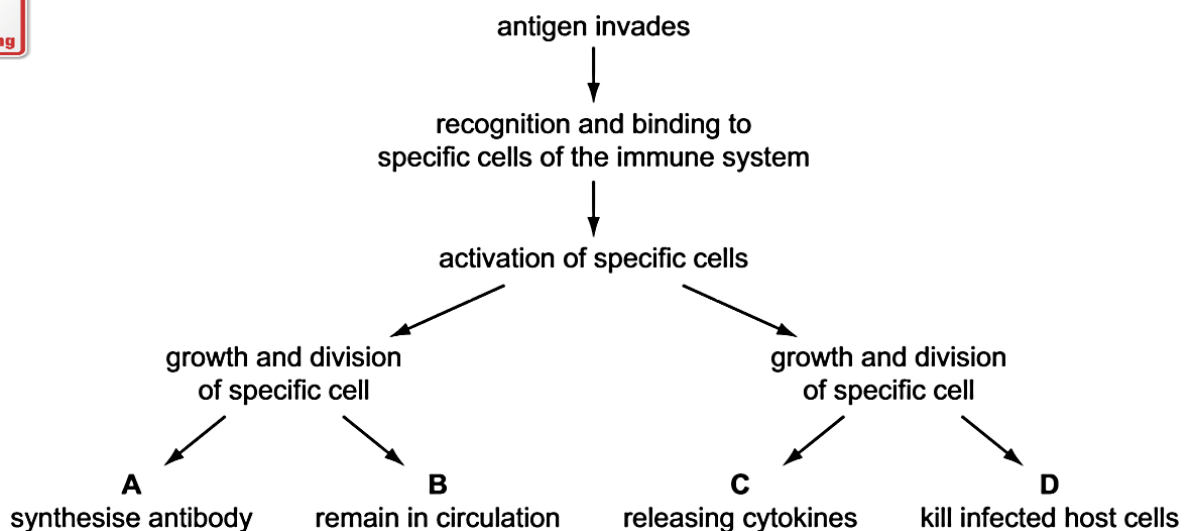 antigen invades
recognition and binding to
specific cells of the immune system
activation of specific cells
growth and division
of specific cell
growth and division
of specific cell
A
synthesise antibody
B
remain in circulation
C
releasing cytokines
D
kill infected host cells